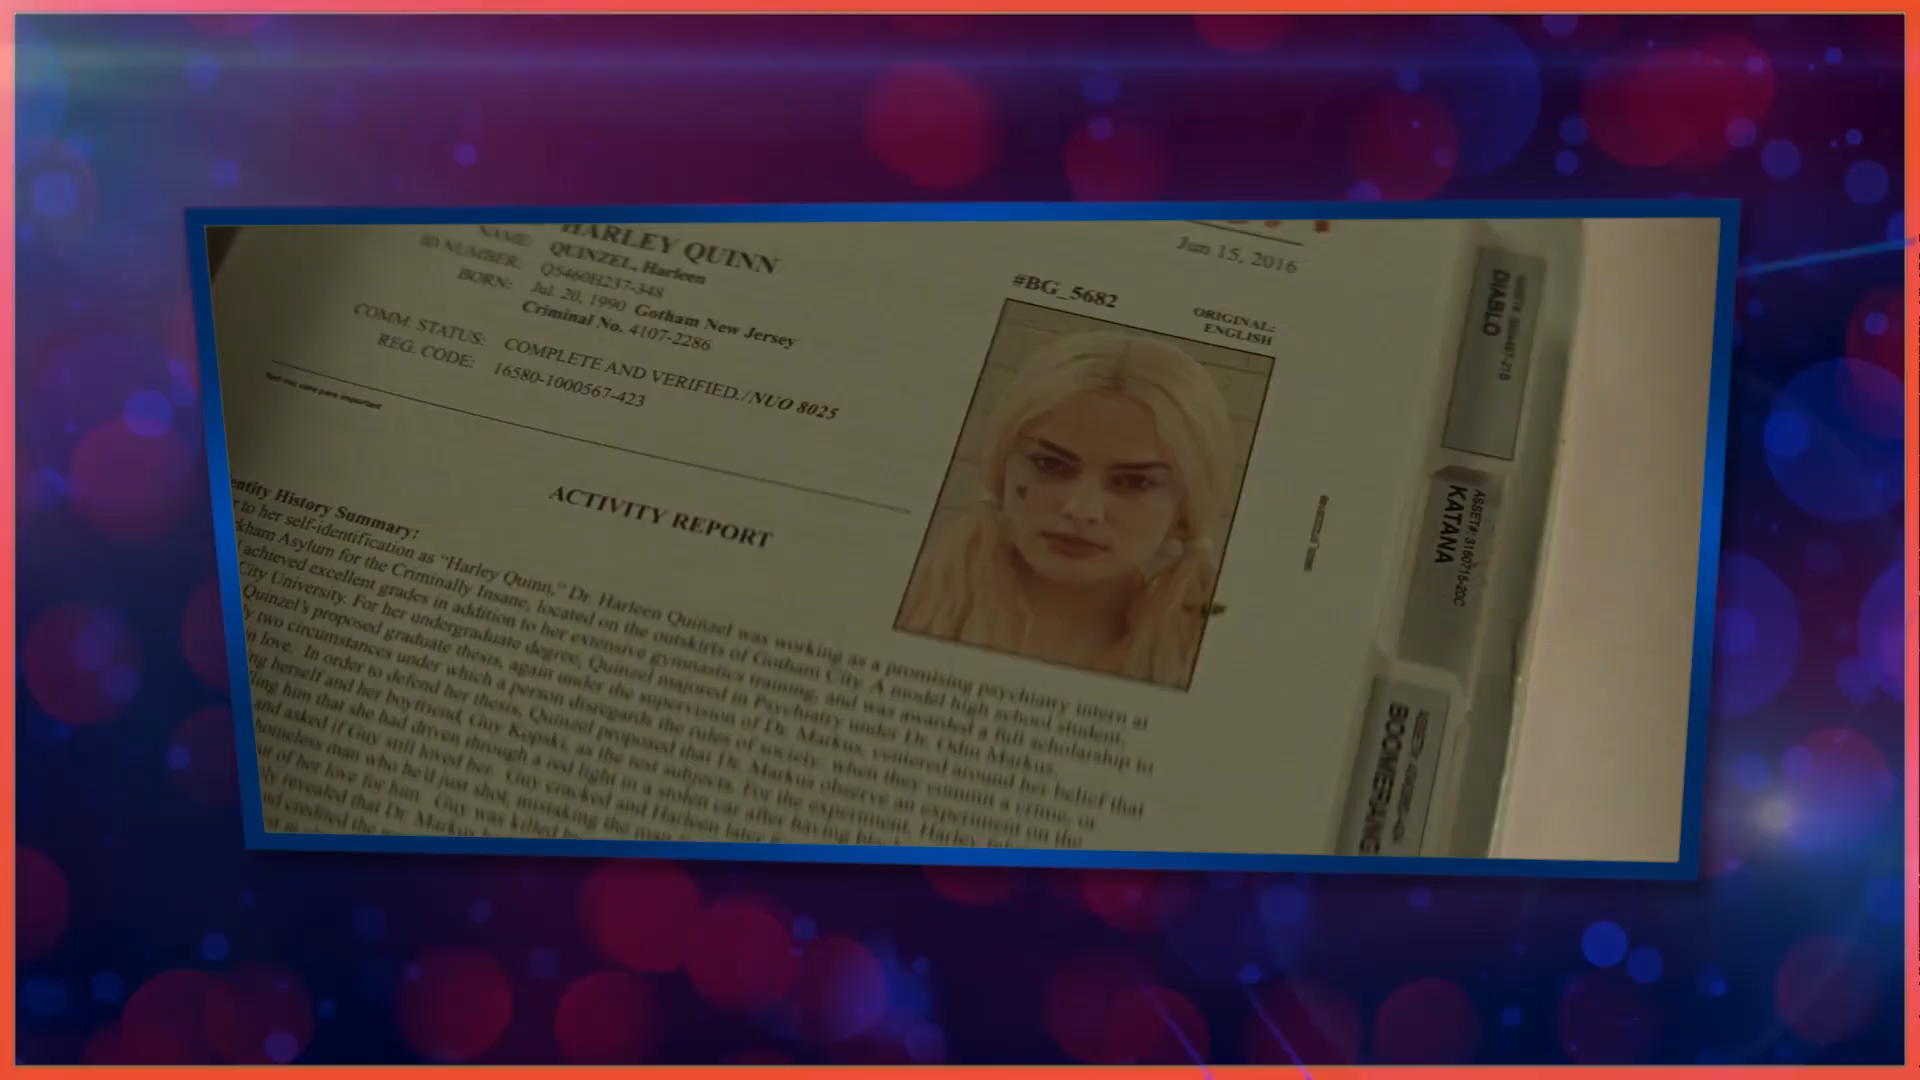 HARLEY QUINN
NAME: QUINZEL, Harleen
ID NUMBER: Q5460H237-348
BORN: Jul. 20, 1990 Gotham New Jersey
Criminal No. 4107-2286
COMM. STATUS: COMPLETE AND VERIFIED./NUO 8025
REG. CODE: 16580-1000567-423
Jun 15, 2016
#BG_5682
ORIGINAL:
ENGLISH
ACTIVITY REPORT
History Summary:
to her self-identification as "Harley Quinn," Dr. Harleen Quinzel was working as a promising psychiatry intern at
Asylum for the Criminally Insane, located on the outskirts of Gotham City. A model high school student,
achieved excellent grades in addition to her extensive gymnastics training, and was awarded a full scholarship to
City University. For her undergraduate degree, Quinzel majored in Psychiatry under Dr. Odin Markus.
Quinzel's proposed graduate thesis, again under the supervision of Dr. Markus, centered around her belief that
two circumstances under which a person disregards the rules of society: when they commit a crime, or
in love. In order to defend her thesis, Quinzel proposed that Dr. Markus observe an experiment on the
herself and her boyfriend, Guy Kopski, as the test subjects. For the experiment, Harley
him that she had driven through a red light in a stolen car after having
and asked if Guy still loved her. Guy cracked and Harleen later
homeless man who he'd just shot, mistaking the man
of her love for him. Guy was killed
revealed that Dr. Markus
credited the
DIABLO
ASSET#: 3160715-20C
KATANA
BOOMERANG